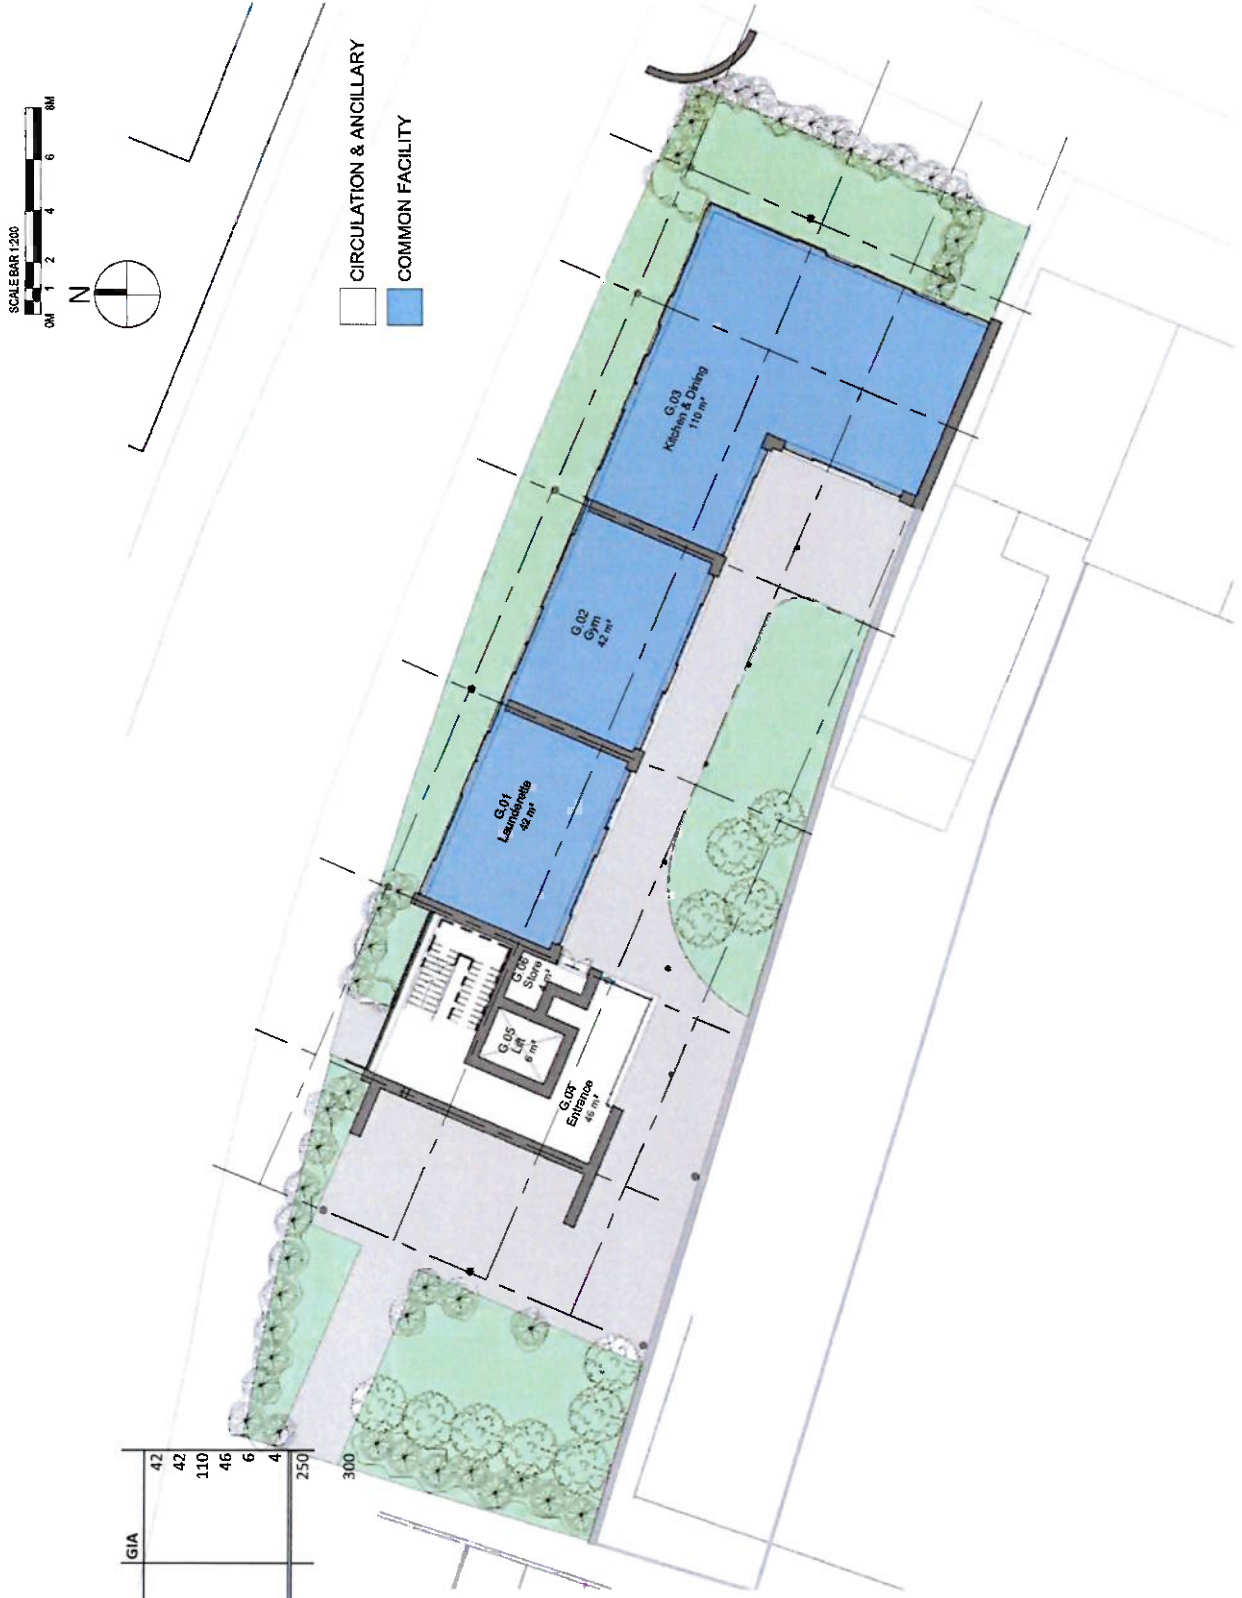 SCALE BAR 1:200
0M 1 2 4 6 8M
N
CIRCULATION & ANCILLARY
COMMON FACILITY
G.03
Kitchen & Dining
110 m²
G.02
Gym
42 m²
G.01
Launderette
42 m²
G.06
Store
4 m²
G.05
Lift
6 m²
G.04
Entrance
46 m²
GIA
42
42
110
46
6
4
250
300